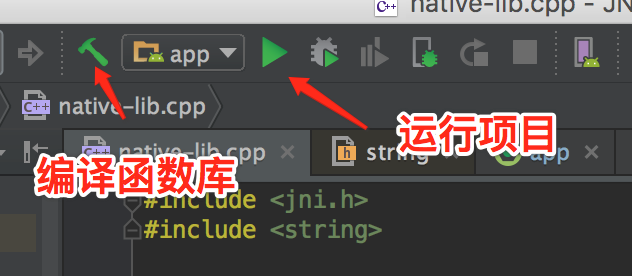 native-lib.cpp - JN
app
native-lib.cpp
native-lib.cpp
string
app
编译函数库
运行项目
#include <jni.h>
#include <string>